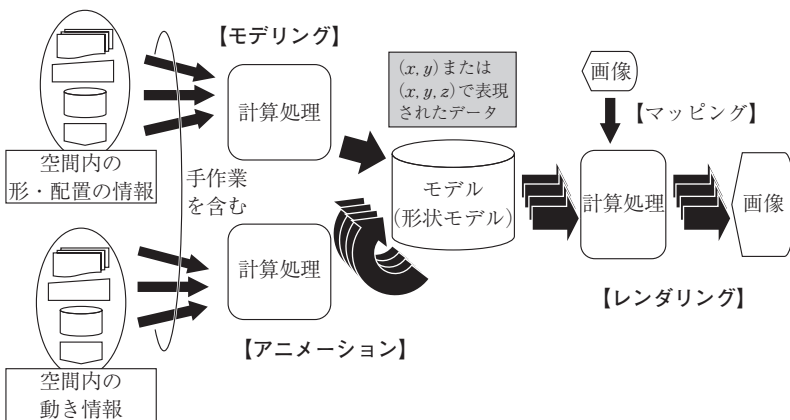 【モデリング】
計算処理
空間内の
形・配置の情報
手作業
を含む
(x, y)または
(x, y, z)で表現
されたデータ
モデル
(形状モデル)
画像
【マッピング】
計算処理
画像
【レンダリング】
計算処理
【アニメーション】
空間内の
動き情報